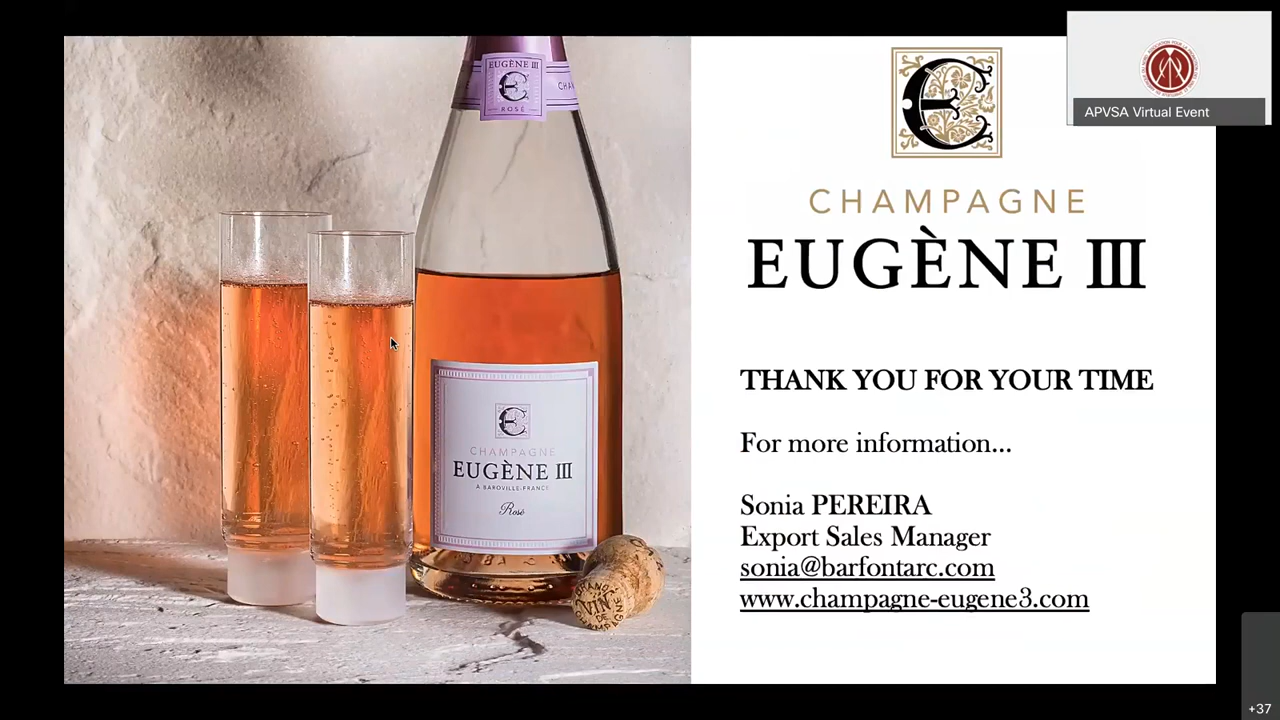 EUGÈNE III
ROSÉ
CHAMPAGNE
EUGÈNE III
À BAROVILLE-FRANCE
Rosé
VIN
APVSA Virtual Event
CHAMPAGNE
EUGÈNE III
THANK YOU FOR YOUR TIME
For more information...
Sonia PEREIRA
Export Sales Manager
sonia@barfontarc.com
www.champagne-eugene3.com
+37